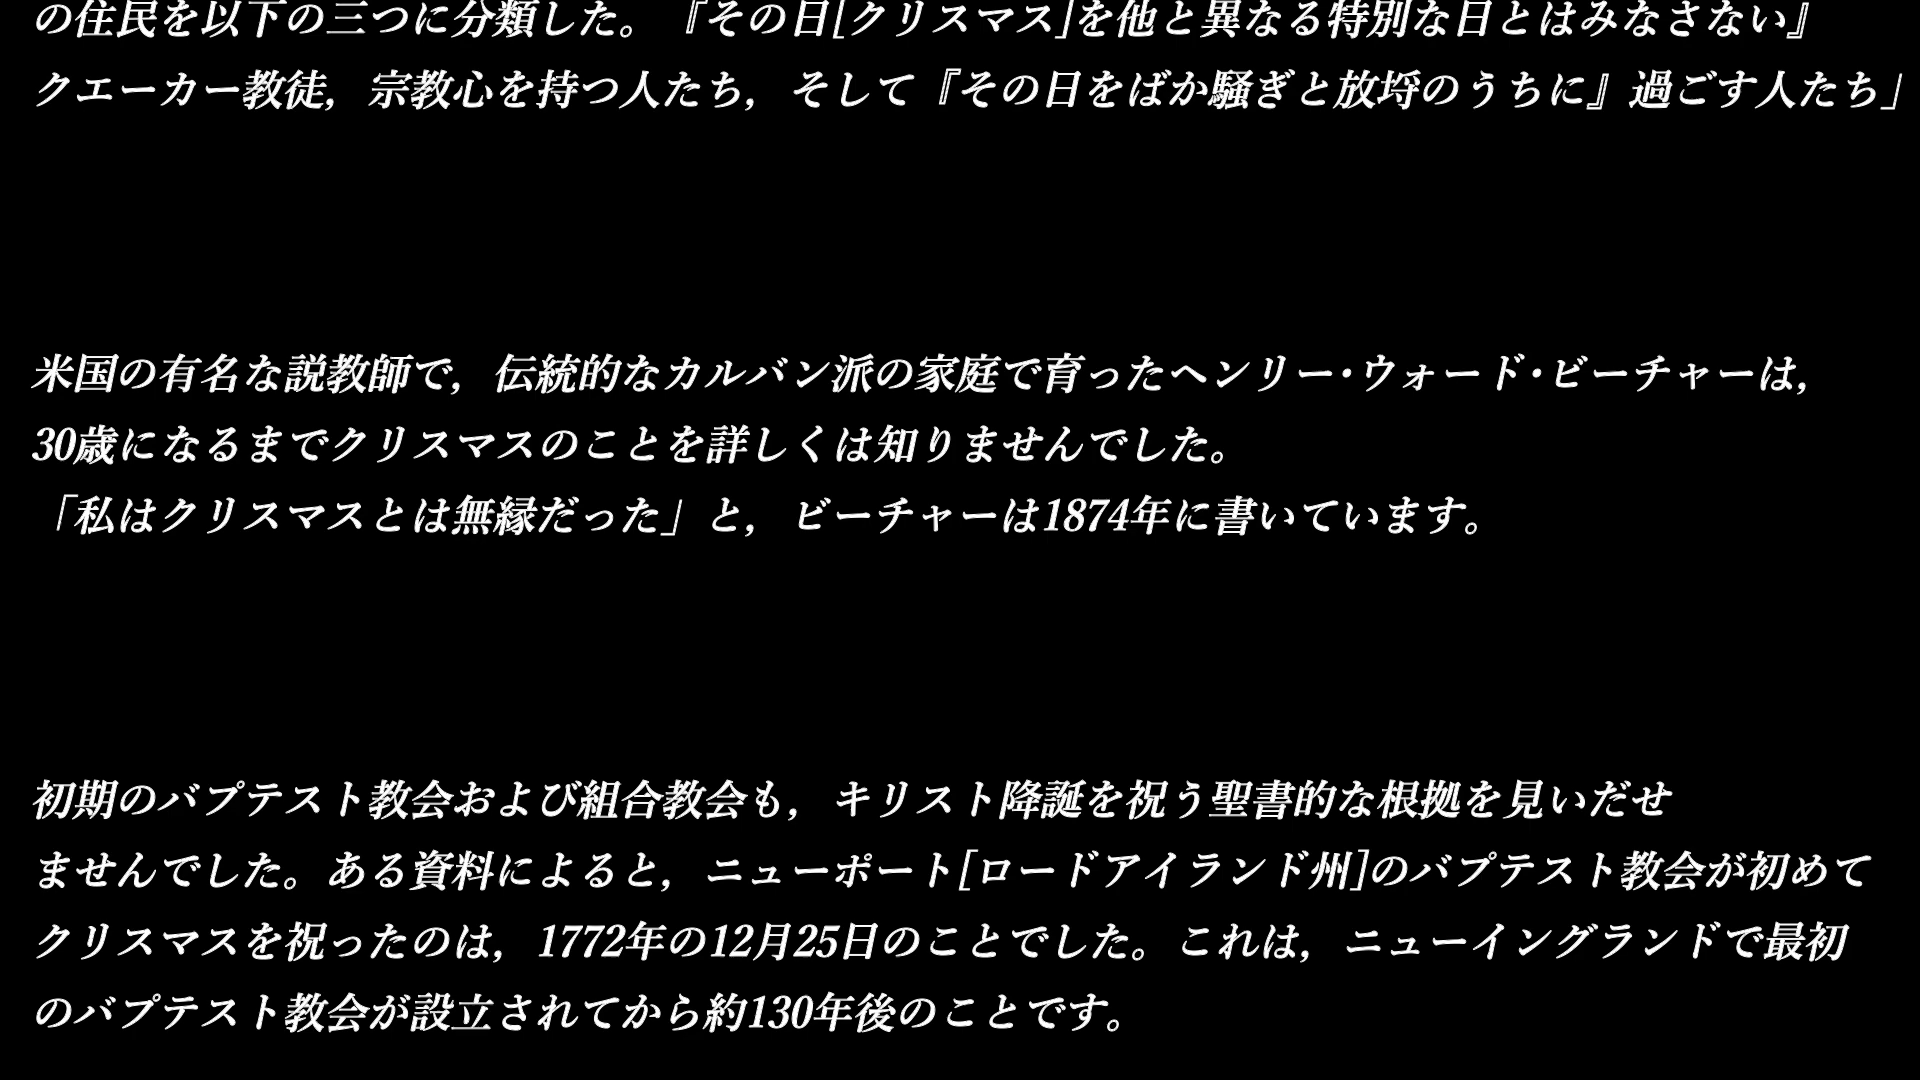 の住民を以下の三つに分類した。『その日[クリスマス]を他と異なる特別な日とはみなさない』
クエーカー教徒，宗教心を持つ人たち，そして『その日をばか騒ぎと放埒のうちに』過ごす人たち」
米国の有名な説教師で，伝統的なカルバン派の家庭で育ったヘンリー・ウォード・ビーチャーは，
30歳になるまでクリスマスのことを詳しくは知りませんでした。
「私はクリスマスとは無縁だった」と，ビーチャーは1874年に書いています。
初期のバプテスト教会および組合教会も，キリスト降誕を祝う聖書的な根拠を見いだせ
ませんでした。ある資料によると，ニューポート[ロードアイランド州]のバプテスト教会が初めて
クリスマスを祝ったのは，1772年の12月25日のことでした。これは，ニューイングランドで最初
のバプテスト教会が設立されてから約130年後のことです。